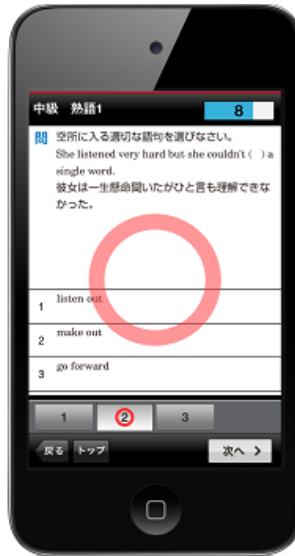 中級 熟語1
8
問 空所に入る適切な語句を選びなさい。
She listened very hard but she couldn't ( ) a
single word.
彼女は一生懸命聞いたがひと言も理解できな
かった。
1 listen out
2 make out
3 go forward
1 2 3
戻る トップ 次へ